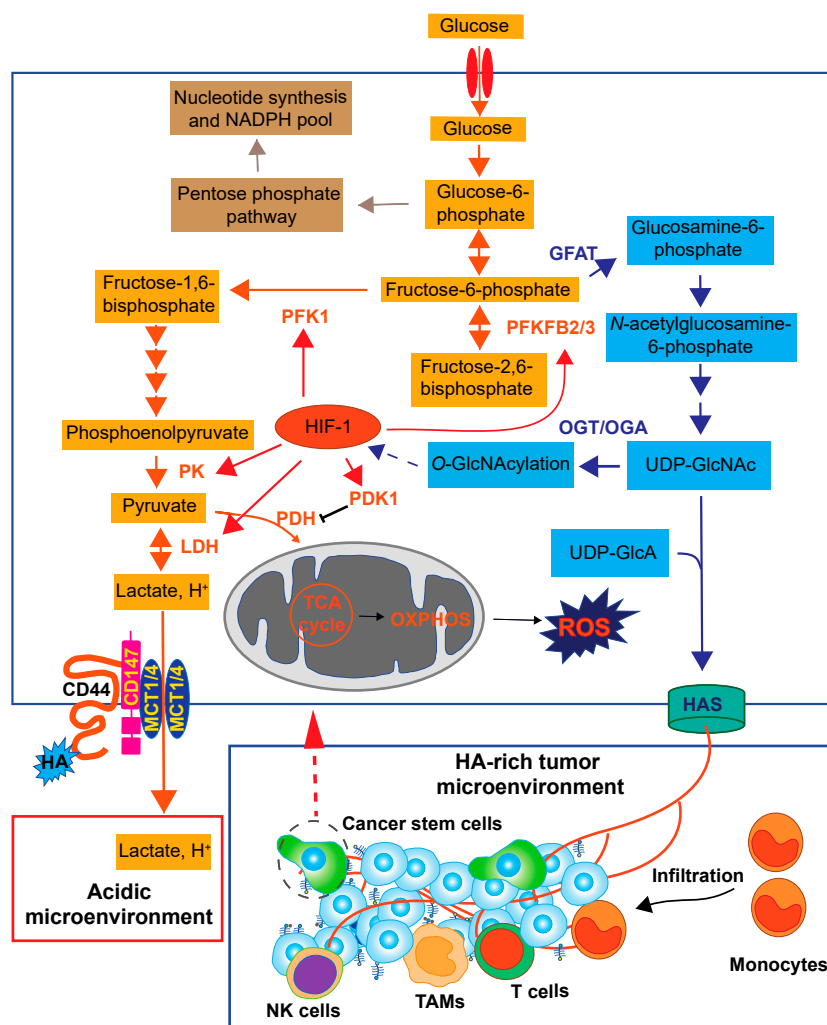 Glucose
Nucleotide synthesis
and NADPH pool
Glucose
Pentose phosphate
pathway
Glucose-6-
phosphate
Glucosamine-6-
phosphate
GFAT
Fructose-1,6-
bisphosphate
Fructose-6-phosphate
PFK1
PFKFB2/3
N-acetylglucosamine-
6-phosphate
Fructose-2,6-
bisphosphate
Phosphoenolpyruvate
HIF-1
OGT/OGA
PK
O-GlcNAcylation
UDP-GlcNAc
Pyruvate
PDK1
PDH
LDH
UDP-GlcA
Lactate, H⁺
TCA
cycle
OXPHOS
ROS
CD147
MCT1/4
MCT1/4
CD44
HAS
HA
HA-rich tumor
microenvironment
Cancer stem cells
Lactate, H⁺
Acidic
microenvironment
Infiltration
Monocytes
NK cells
TAMs
T cells